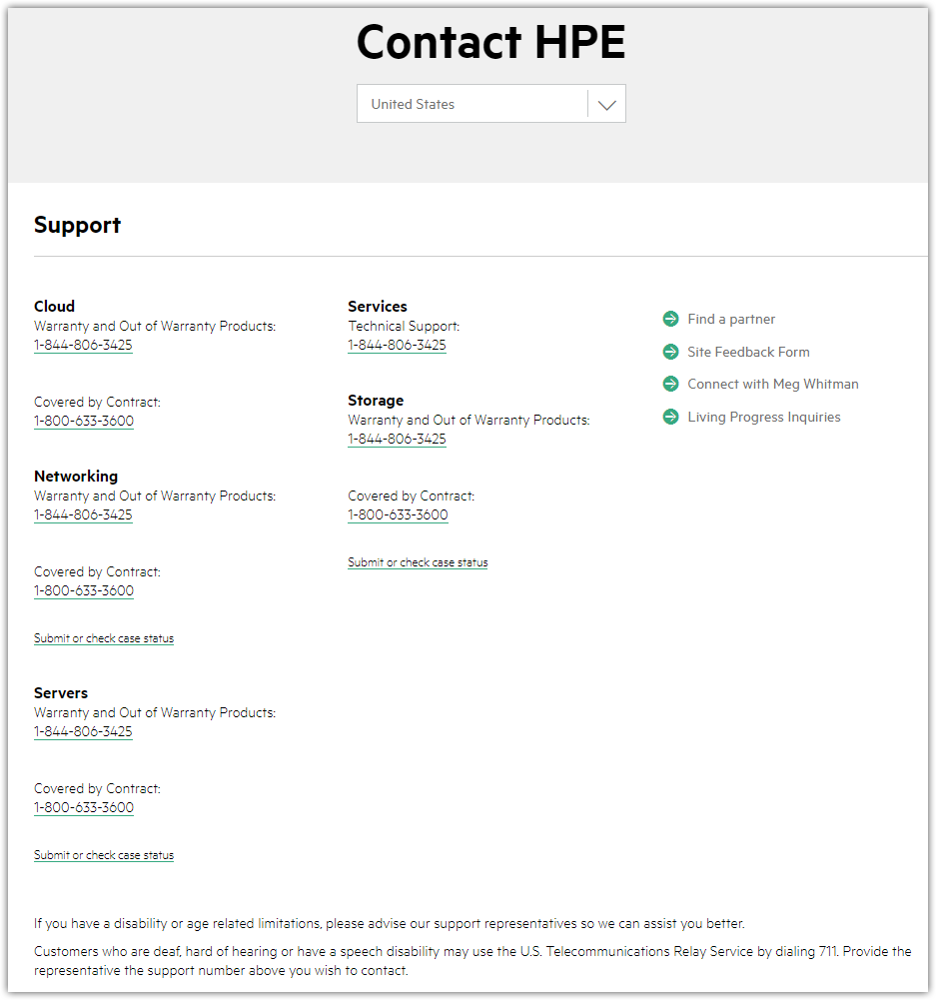 Contact HPE
United States
Support
Cloud
Warranty and Out of Warranty Products:
1-844-806-3425
Covered by Contract:
1-800-633-3600
Networking
Warranty and Out of Warranty Products:
1-844-806-3425
Covered by Contract:
1-800-633-3600
Submit or check case status
Servers
Warranty and Out of Warranty Products:
1-844-806-3425
Covered by Contract:
1-800-633-3600
Submit or check case status
Services
Technical Support:
1-844-806-3425
Storage
Warranty and Out of Warranty Products:
1-844-806-3425
Covered by Contract:
1-800-633-3600
Submit or check case status
Find a partner
Site Feedback Form
Connect with Meg Whitman
Living Progress Inquiries
If you have a disability or age related limitations, please advise our support representatives so we can assist you better.
Customers who are deaf, hard of hearing or have a speech disability may use the U.S. Telecommunications Relay Service by dialing 711. Provide the
representative the support number above you wish to contact.